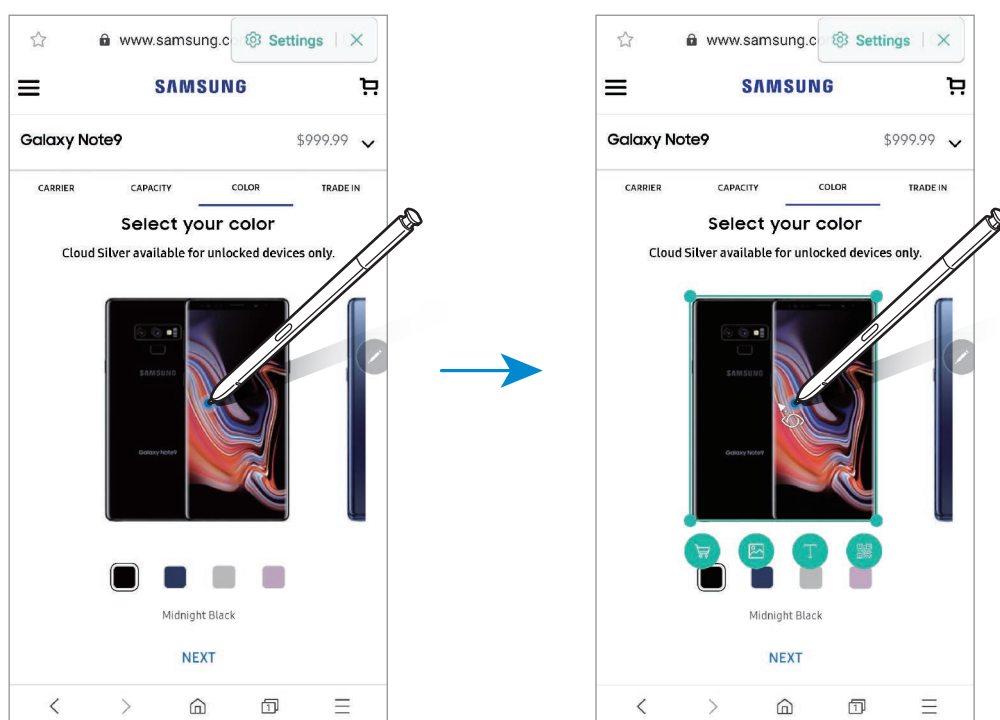 www.samsung.c Settings
SAMSUNG
Galaxy Note9 $999.99
CARRIER CAPACITY COLOR TRADE IN
Select your color
Cloud Silver available for unlocked devices only.
SAMSUNG
Galaxy Note9
Midnight Black
NEXT
1
www.samsung.c Settings
SAMSUNG
Galaxy Note9 $999.99
CARRIER CAPACITY COLOR TRADE IN
Select your color
Cloud Silver available for unlocked devices only.
SAMSUNG
Galaxy Note9
T
Midnight Black
NEXT
1